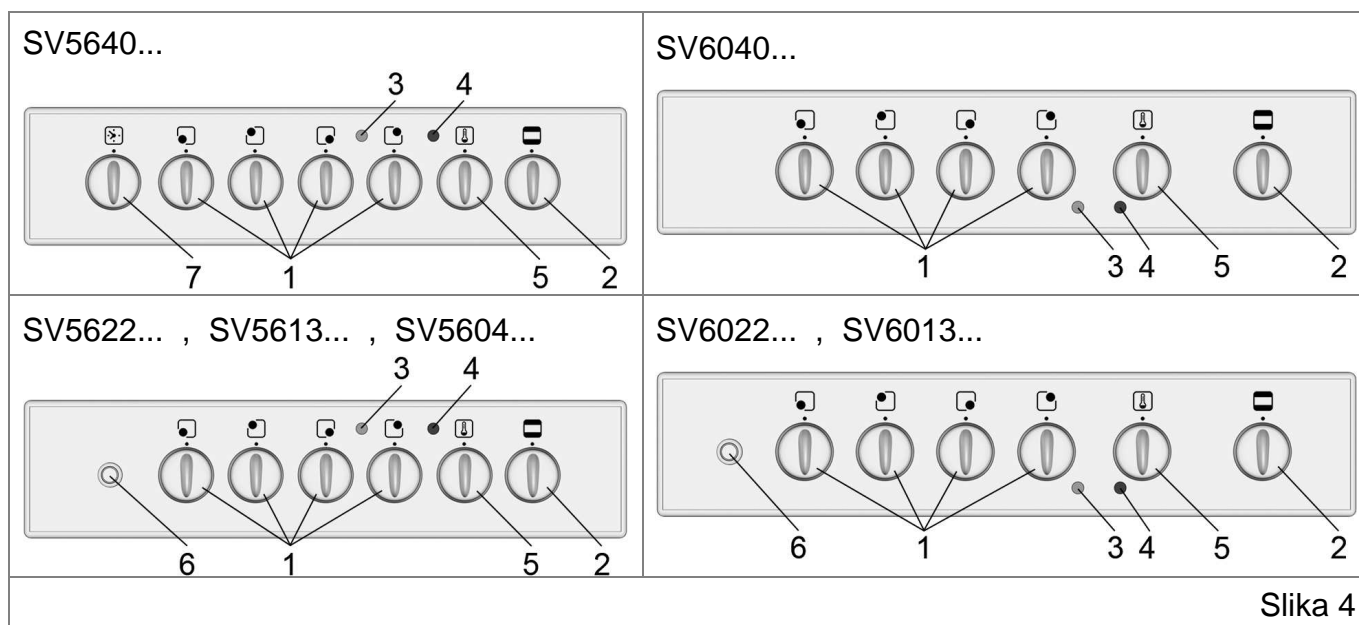 SV5640...
3 4
7 1 5 2
SV6040...
1 3 4 5 2
SV5622... , SV5613... , SV5604...
3 4
6 1 5 2
SV6022... , SV6013...
6 1 3 4 5 2
Slika 4